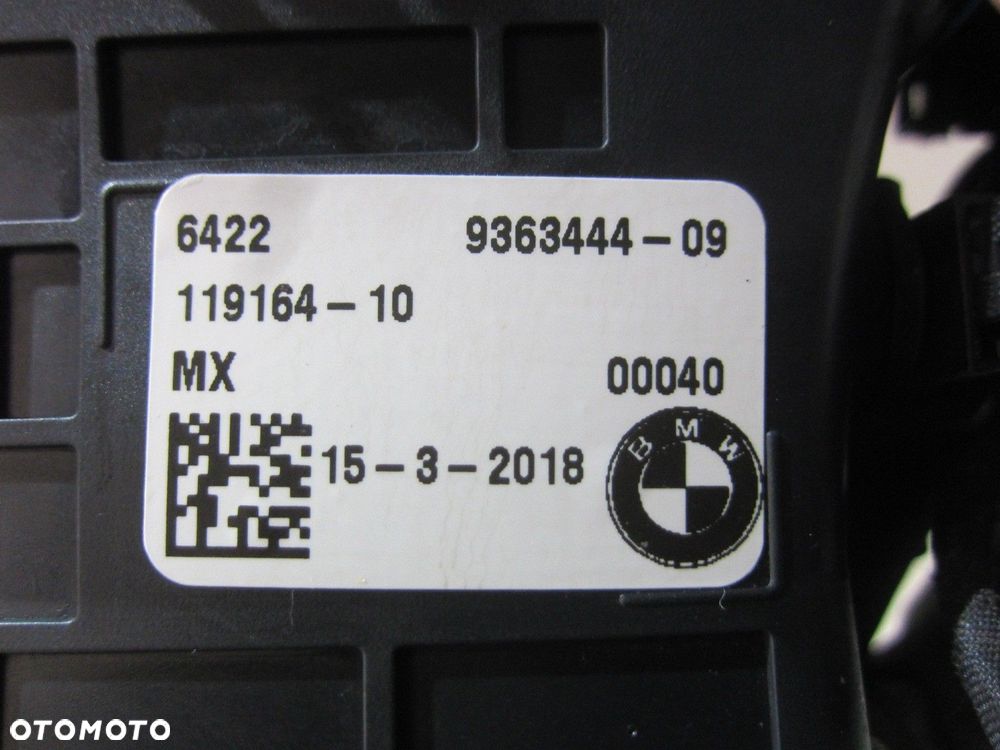 6422 9363444-09
119164-10
MX 00040
15-3-2018
BMW
OTOMOTO